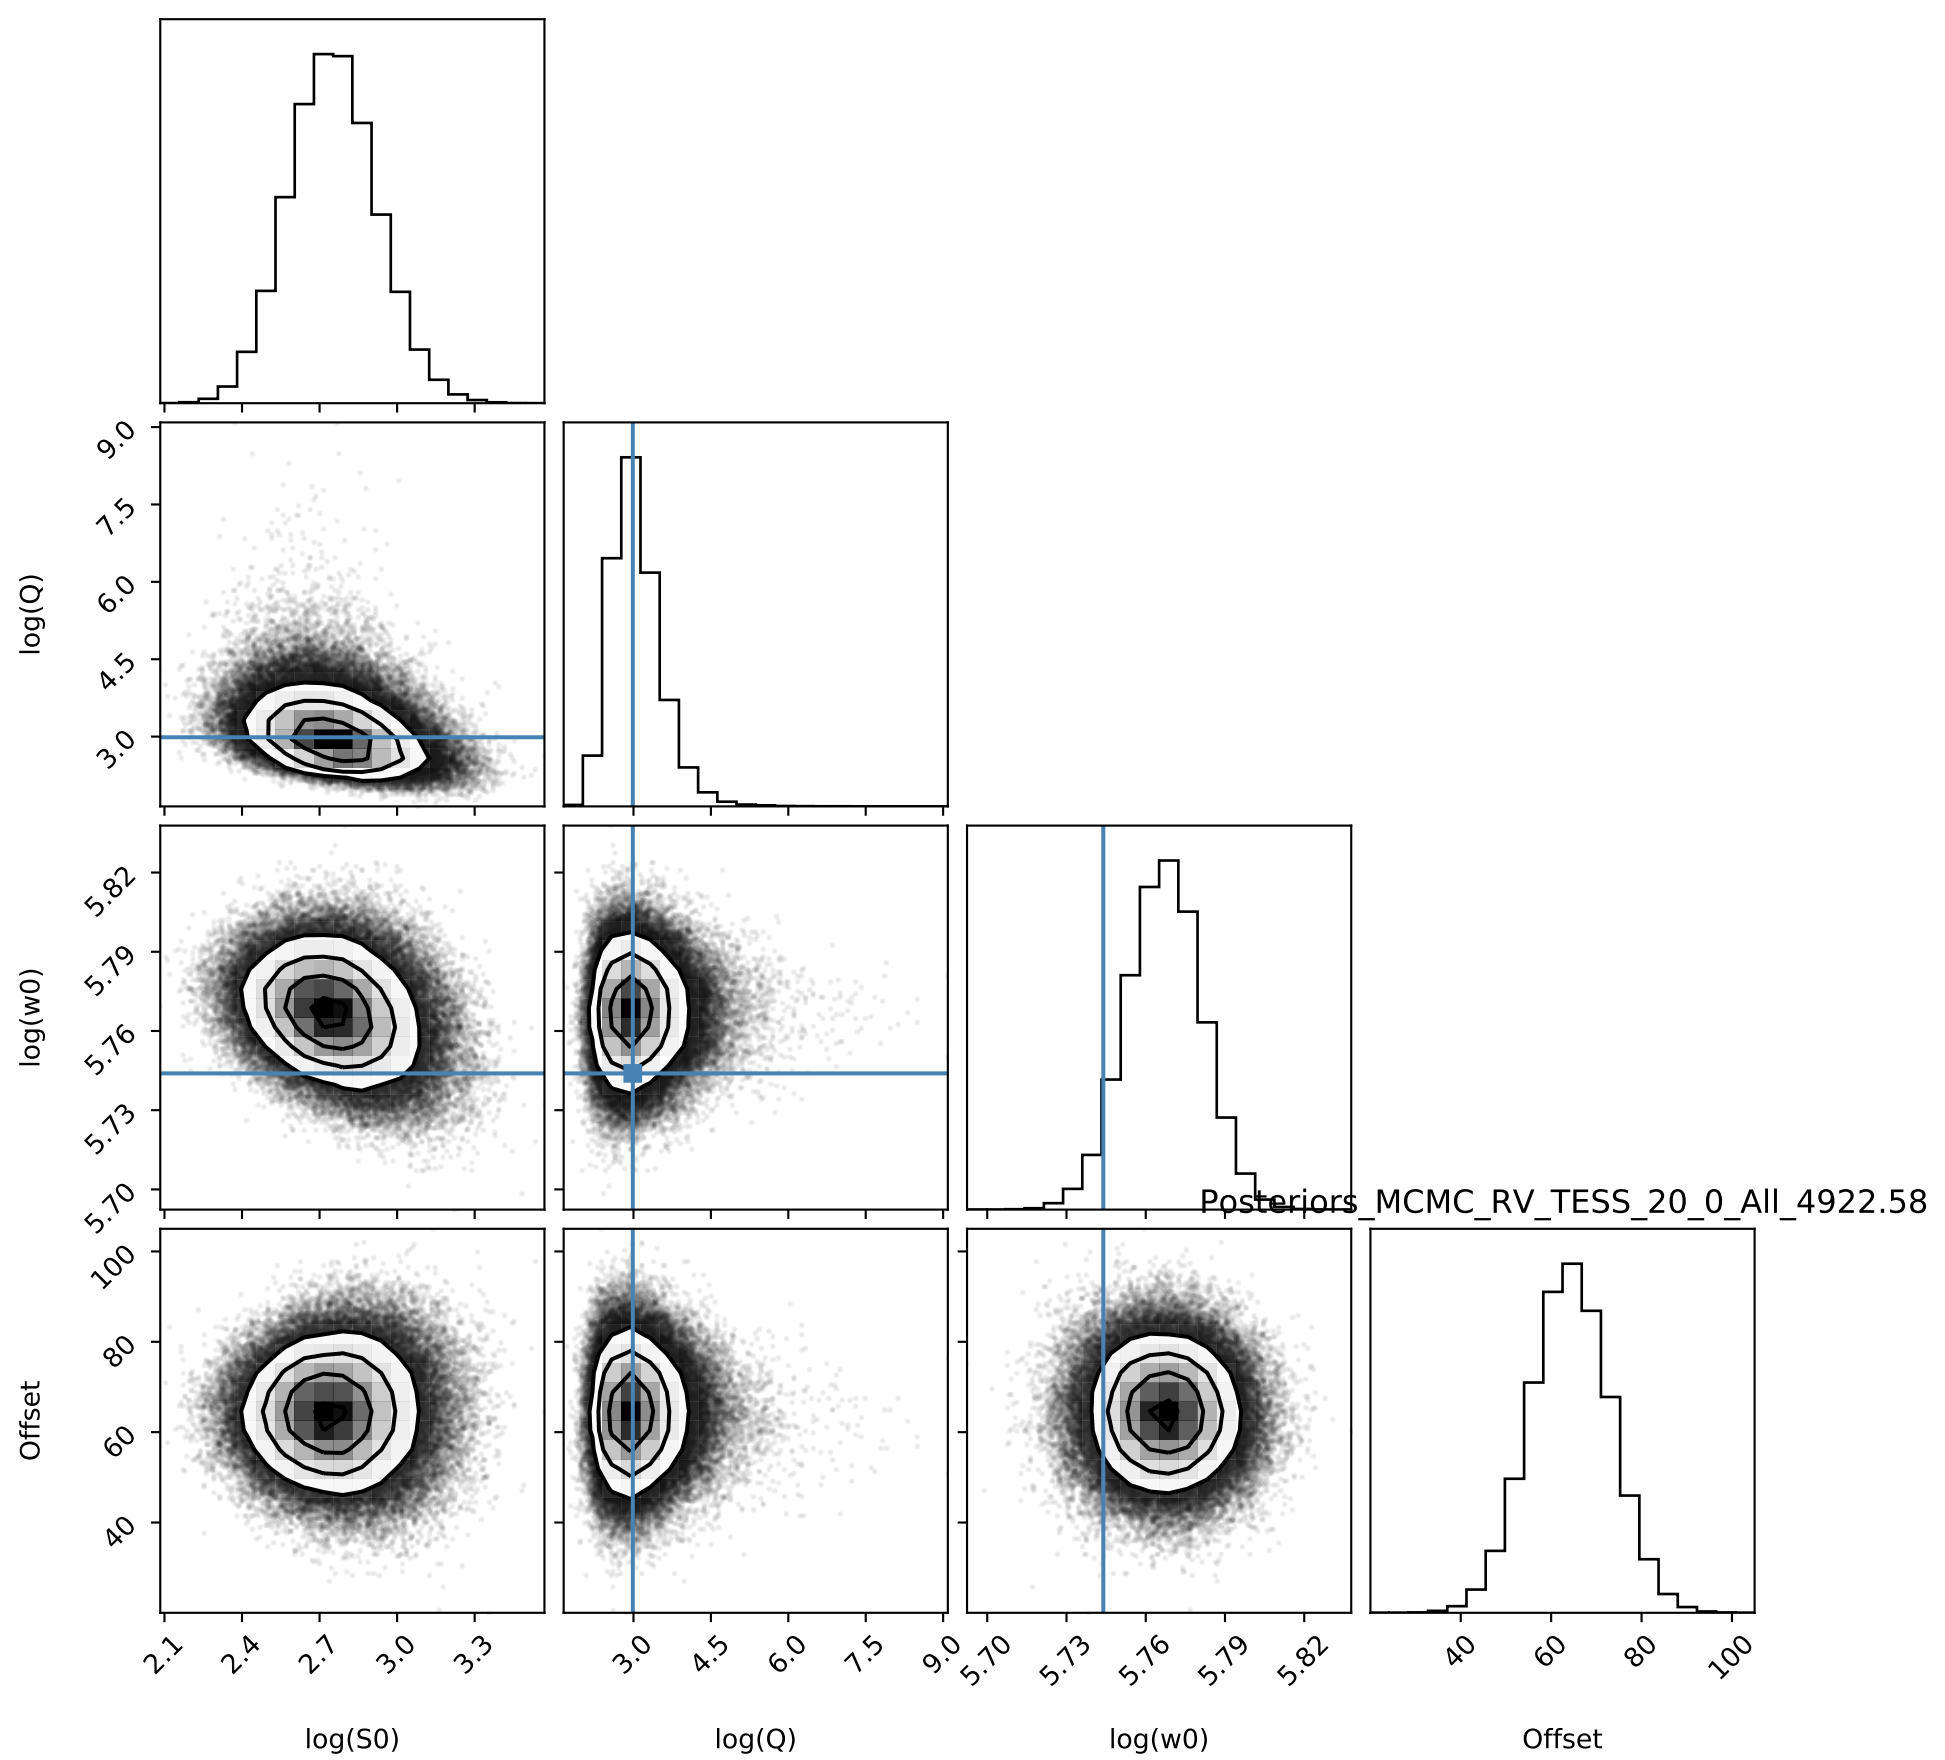 9.0
7.5
6.0
4.5
3.0
log(Q)
5.82
5.79
5.76
5.73
5.70
log(w0)
Posteriors_MCMC_RV_TESS_20_0_All_4922.58
100
80
60
40
Offset
2.1 2.4 2.7 3.0 3.3
3.0 4.5 6.0 7.5 9.0
5.70 5.73 5.76 5.79 5.82
40 60 80 100
log(S0) log(Q) log(w0) Offset